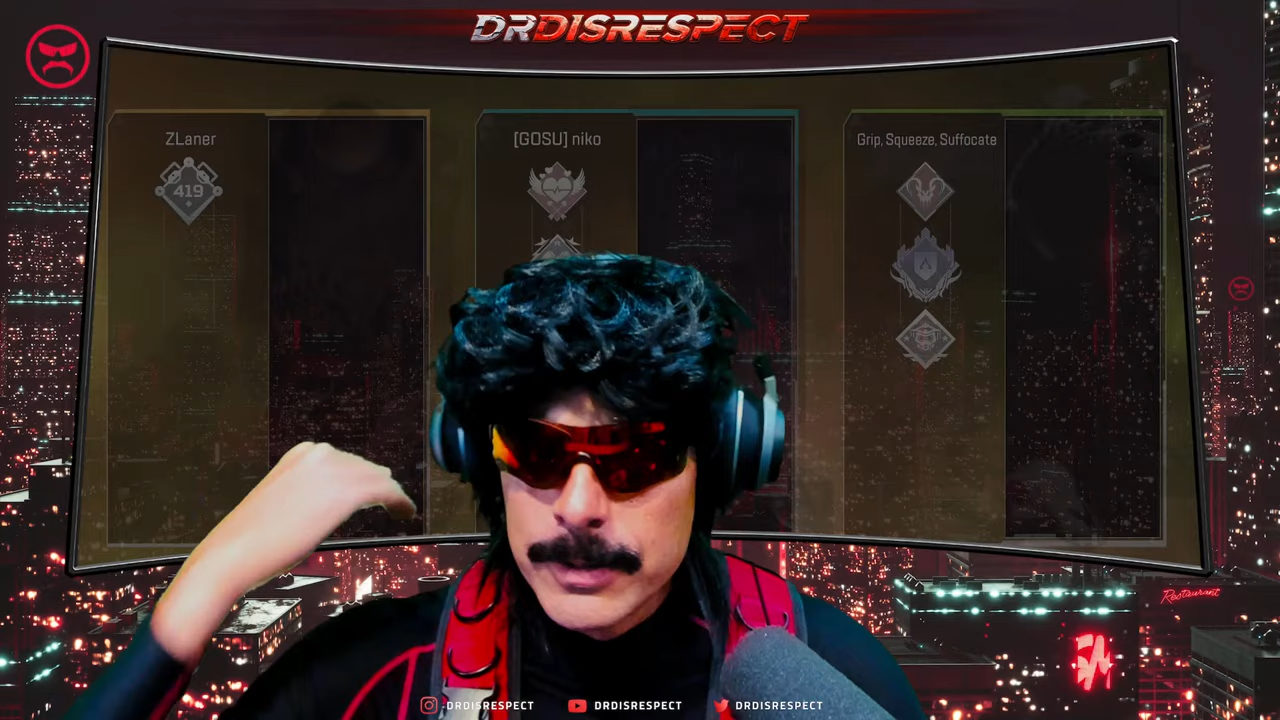 DRDISRESPECT
ZLaner
[GOSU] niko
Grip, Squeeze, Suffocate
419
Restaurant
DRDISRESPECT
DRDISRESPECT
DRDISRESPECT